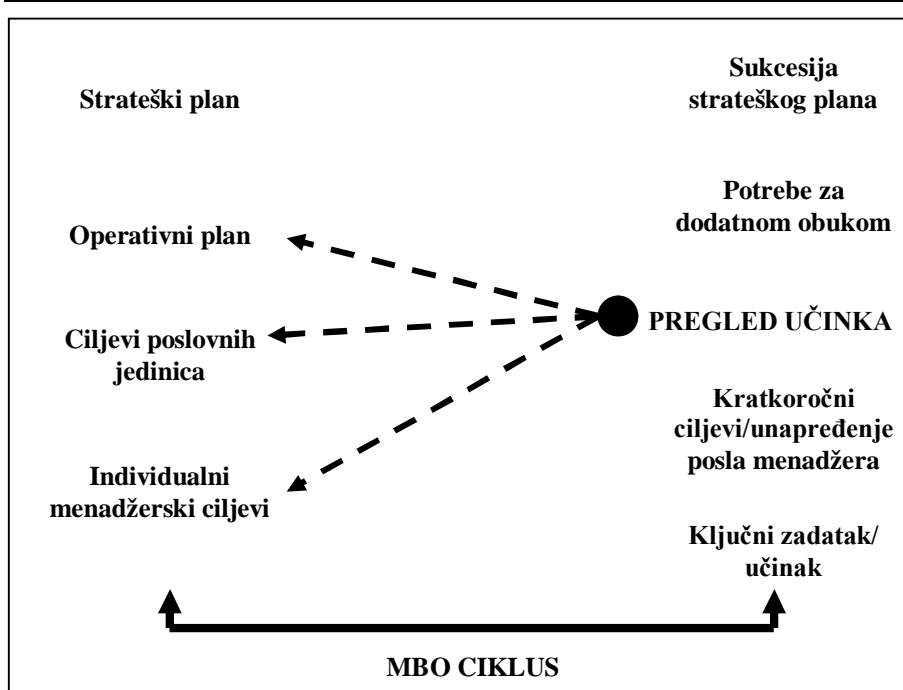 Strateški plan
Sukcesija
strateškog plana
Potrebe za
dodatnom obukom
Operativni plan
PREGLED UČINKA
Ciljevi poslovnih
jedinica
Kratkoročni
ciljevi/unapređenje
posla menadžera
Individualni
menadžerski ciljevi
Ključni zadatak/
učinak
MBO CIKLUS